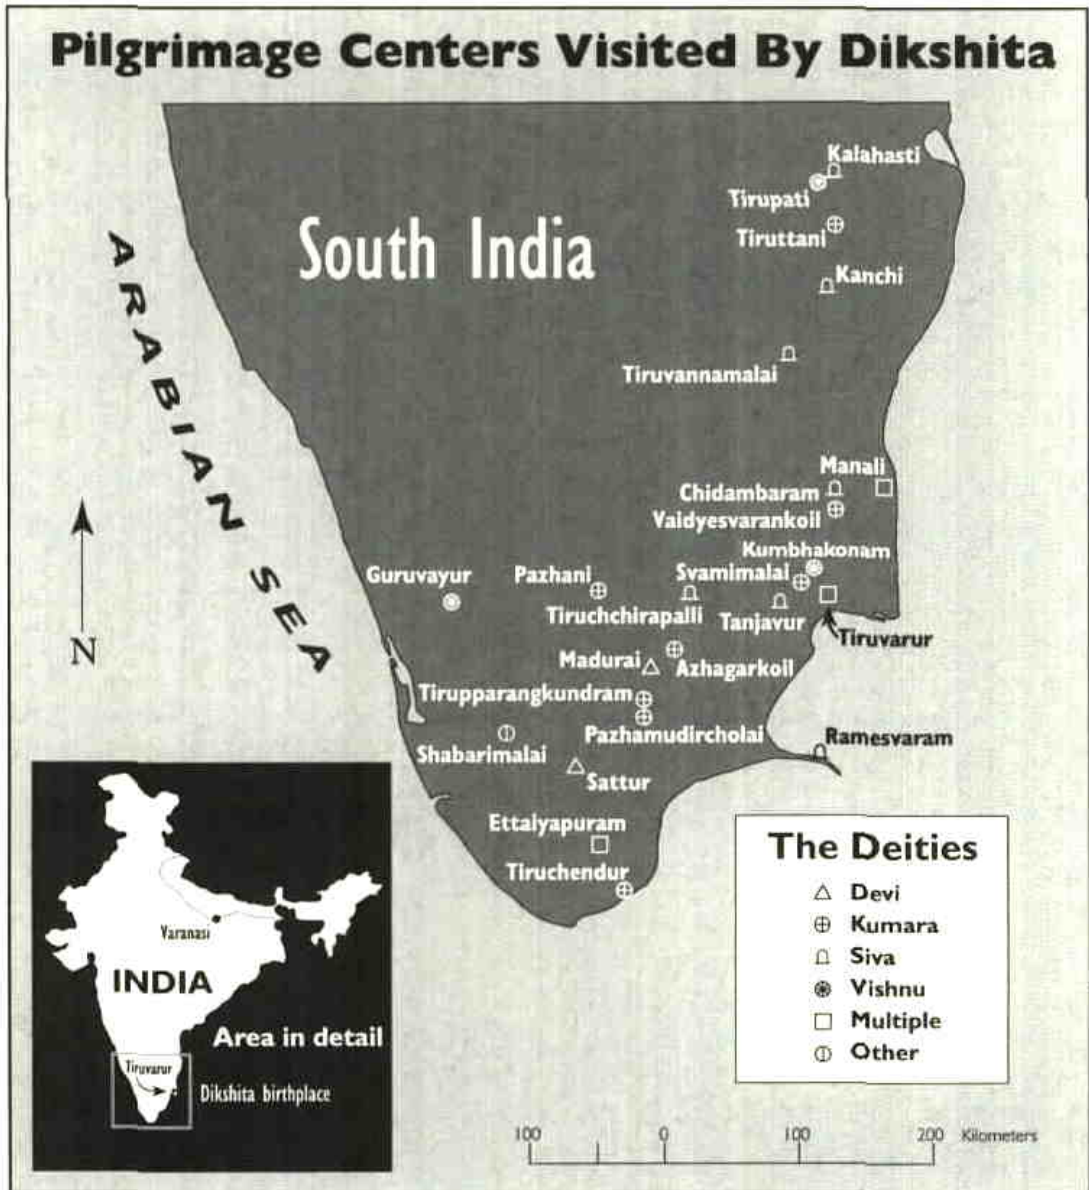 Pilgrimage Centers Visited By Dikshita
South India
ARABIAN SEA
N
Kalahasti
Tirupati
Tiruttani
Kanchi
Tiruvannamalai
Manali
Chidambaram
Vaidyesvarankoil
Kumbhakonam
Guruvayur
Pazhani
Svamimalai
Tiruchchirapalli
Tanjavur
Tiruvarur
Madurai
Azhagarkoil
Tirupparangkundram
Pazhamudircholai
Ramesvaram
Shabarimalai
Sattur
Ettaiyapuram
Tiruchendur
The Deities
Devi
Kumara
Siva
Vishnu
Multiple
Other
Varanasi
INDIA
Area in detail
Tiruvarur
Dikshita birthplace
100 0 100 200 Kilometers